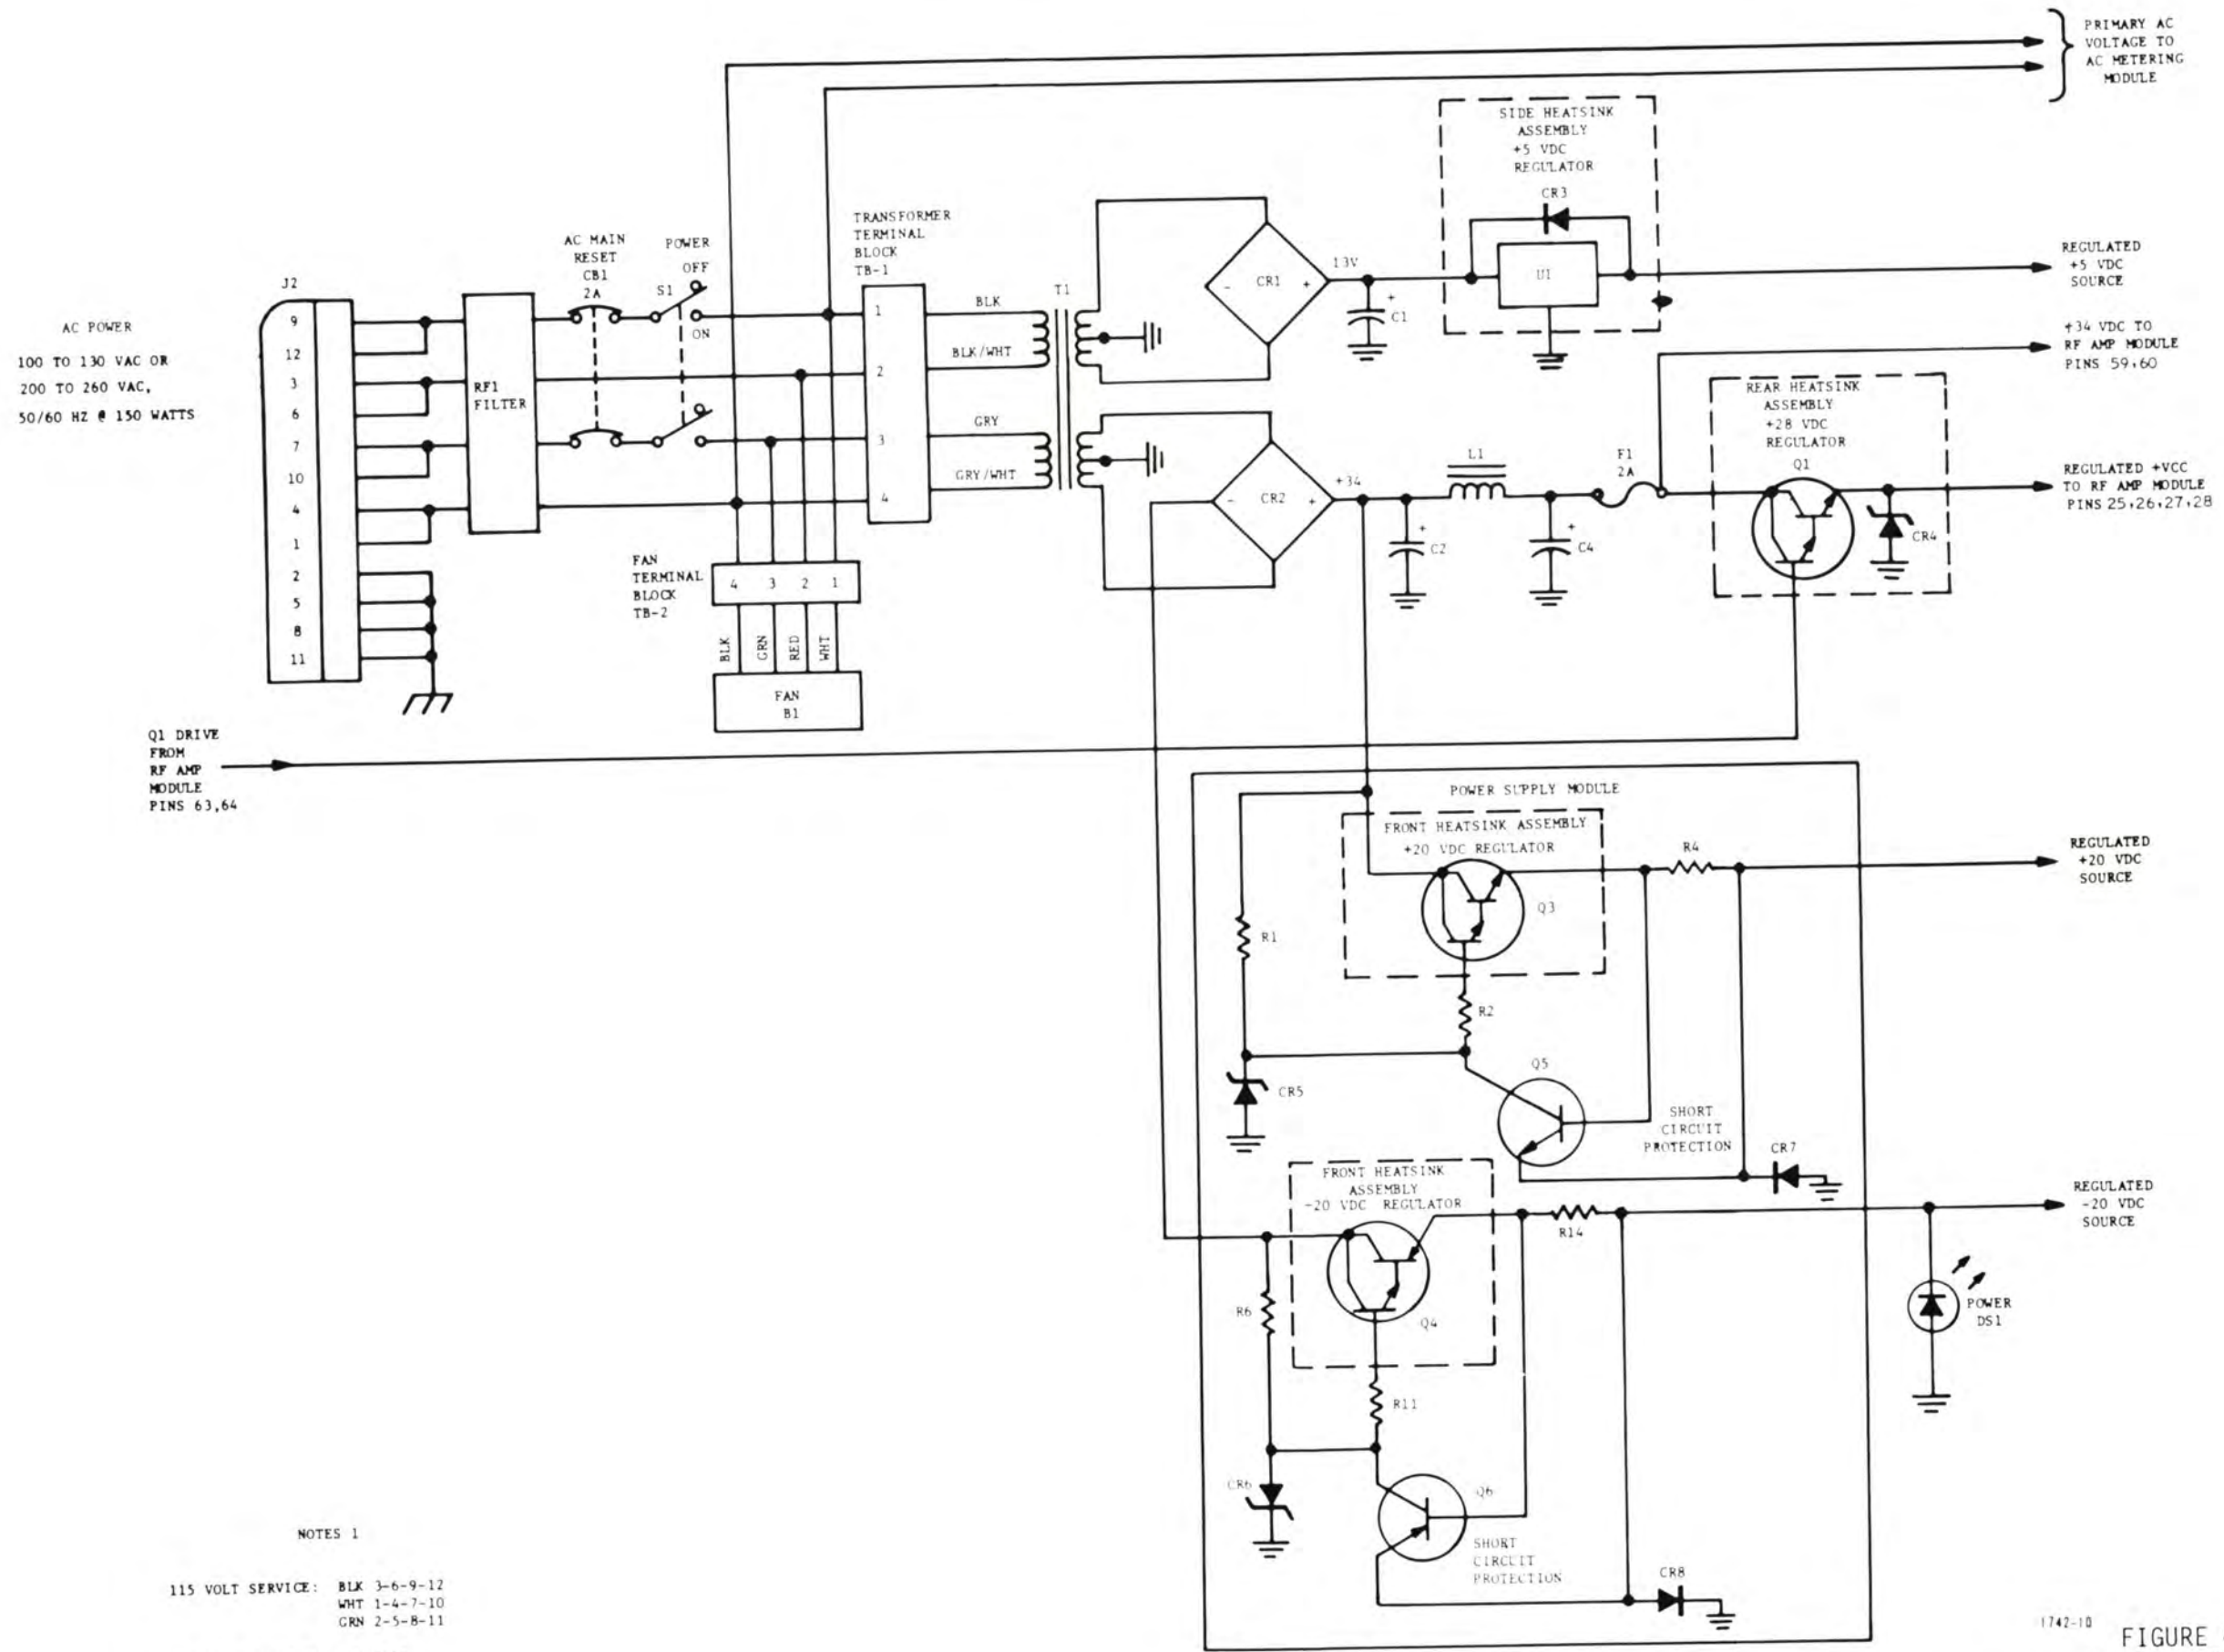 PRIMARY AC
VOLTAGE TO
AC METERING
MODULE
SIDE HEATSINK
ASSEMBLY
+5 VDC
REGULATOR
CR3
U1
REGULATED
+5 VDC
SOURCE
TRANSFORMER
TERMINAL
BLOCK
TB-1
1
2
3
4
AC MAIN
RESET
CB1
2A
POWER
OFF
S1
ON
J2
9
12
3
6
7
10
4
1
2
5
8
11
AC POWER
100 TO 130 VAC OR
200 TO 260 VAC,
50/60 HZ @ 150 WATTS
RF1
FILTER
BLK
BLK/WHT
GRY
GRY/WHT
T1
CR1
- +
13V
+
C1
+34 VDC TO
RF AMP MODULE
PINS 59,60
REAR HEATSINK
ASSEMBLY
+28 VDC
REGULATOR
Q1
CR4
CR2
- +
+34
L1
F1
2A
+
C2
+
C4
REGULATED +VCC
TO RF AMP MODULE
PINS 25,26,27,28
FAN
TERMINAL
BLOCK
TB-2
4 3 2 1
BLK
GRN
RED
WHT
FAN
B1
Q1 DRIVE
FROM
RF AMP
MODULE
PINS 63,64
POWER SUPPLY MODULE
FRONT HEATSINK ASSEMBLY
+20 VDC REGULATOR
Q3
R4
REGULATED
+20 VDC
SOURCE
R1
R2
CR5
Q5
SHORT
CIRCUIT
PROTECTION
CR7
FRONT HEATSINK
ASSEMBLY
-20 VDC REGULATOR
R14
REGULATED
-20 VDC
SOURCE
R6
Q4
POWER
DS1
R11
CR6
Q6
SHORT
CIRCUIT
PROTECTION
CR8
NOTES 1
115 VOLT SERVICE: BLK 3-6-9-12
WHT 1-4-7-10
GRN 2-5-8-11
1742-10
FIGURE